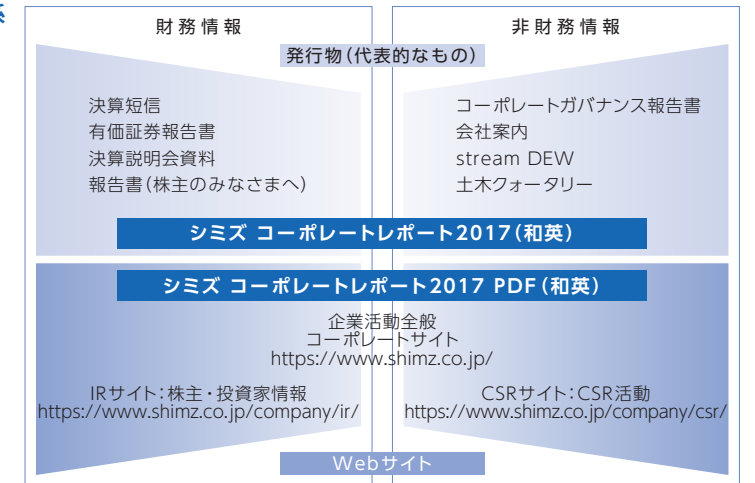 系
財務情報
非財務情報
発行物（代表的なもの）
決算短信
有価証券報告書
決算説明会資料
報告書（株主のみなさまへ）
コーポレートガバナンス報告書
会社案内
stream DEW
土木クォータリー
シミズ コーポレートレポート2017（和英）
シミズ コーポレートレポート2017 PDF（和英）
企業活動全般
コーポレートサイト
https://www.shimz.co.jp/
IRサイト：株主・投資家情報
https://www.shimz.co.jp/company/ir/
CSRサイト：CSR活動
https://www.shimz.co.jp/company/csr/
Webサイト